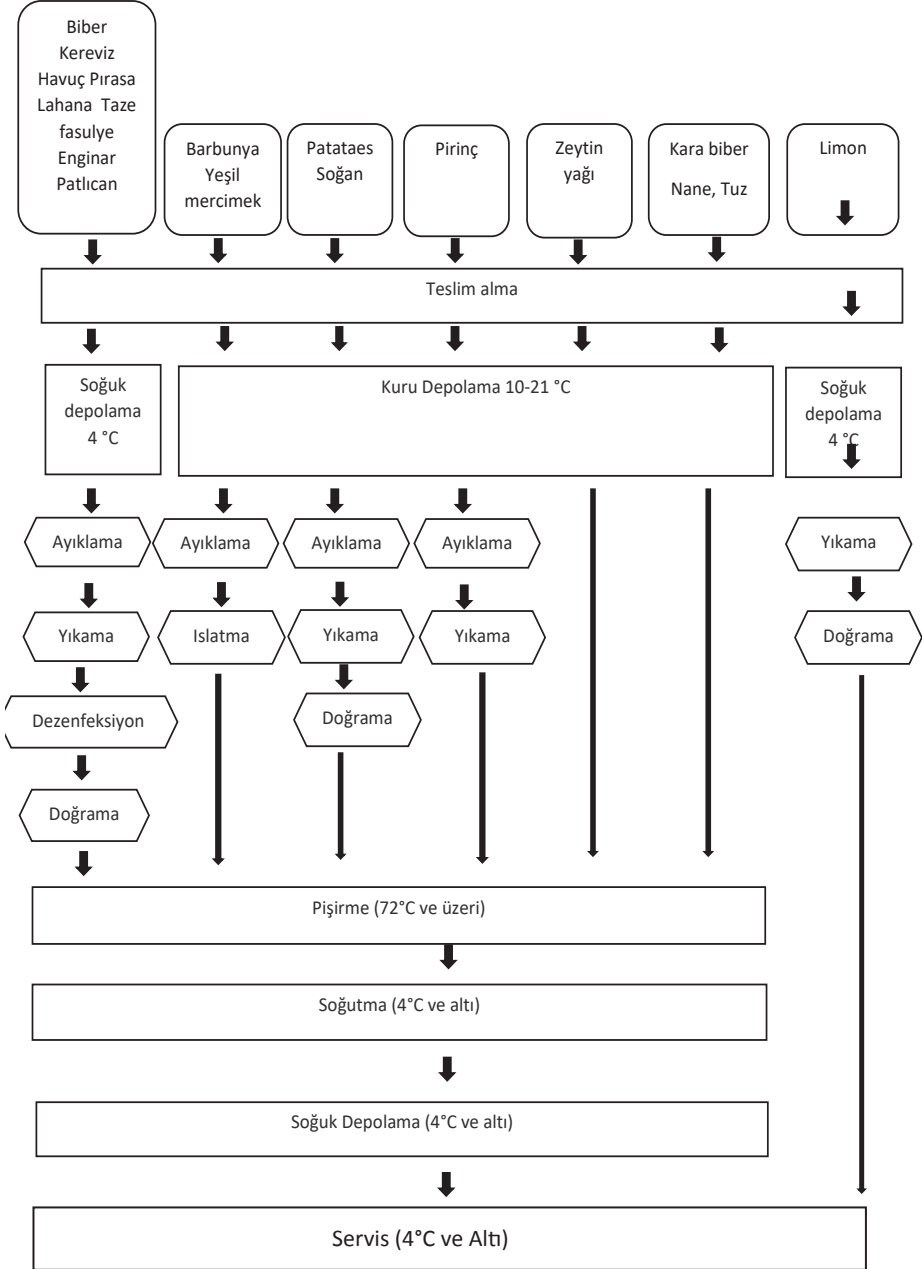 Biber
Kereviz
Havuç Pırasa
Lahana Taze
fasulye
Enginar
Patlıcan
Barbunya
Yeşil
mercimek
Patataes
Soğan
Pirinç
Zeytin
yağı
Kara biber
Nane, Tuz
Limon
Teslim alma
Soğuk
depolama
4 °C
Kuru Depolama 10-21 °C
Soğuk
depolama
4 °C
Ayıklama
Ayıklama
Ayıklama
Ayıklama
Yıkama
Yıkama
Islatma
Yıkama
Yıkama
Doğrama
Dezenfeksiyon
Doğrama
Doğrama
Pişirme (72°C ve üzeri)
Soğutma (4°C ve altı)
Soğuk Depolama (4°C ve altı)
Servis (4°C ve Altı)